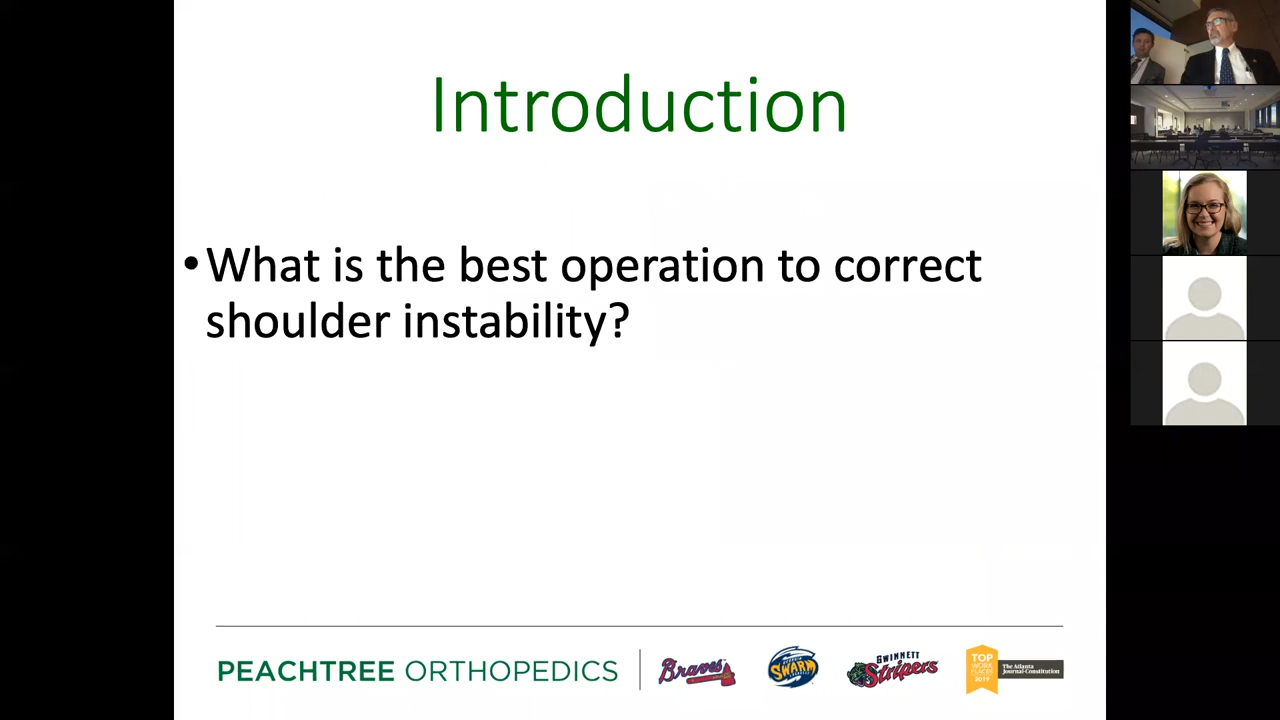 Introduction
• What is the best operation to correct
shoulder instability?
PEACHTREE ORTHOPEDICS
Braves
SWARM
GWINNETT
Stripers
TOP
WORK
PLACES
2019
The Atlanta
Journal-Constitution